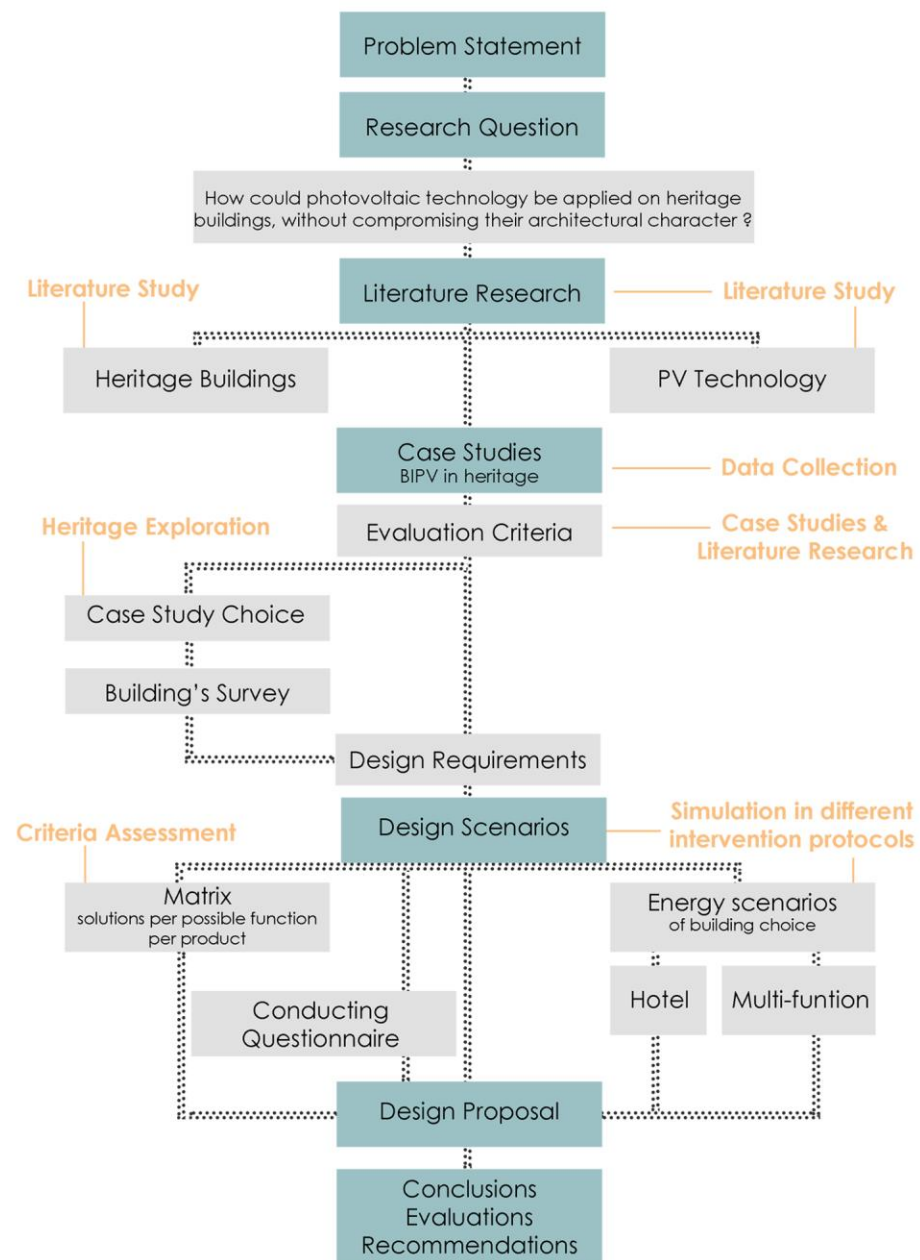 Problem Statement
Research Question
How could photovoltaic technology be applied on heritage
buildings, without compromising their architectural character ?
Literature Study
Literature Research
Literature Study
Heritage Buildings
PV Technology
Case Studies
BIPV in heritage
Data Collection
Heritage Exploration
Evaluation Criteria
Case Studies &
Literature Research
Case Study Choice
Building’s Survey
Design Requirements
Criteria Assessment
Design Scenarios
Simulation in different
intervention protocols
Matrix
solutions per possible function
per product
Energy scenarios
of building choice
Conducting
Questionnaire
Hotel
Multi-funtion
Design Proposal
Conclusions
Evaluations
Recommendations